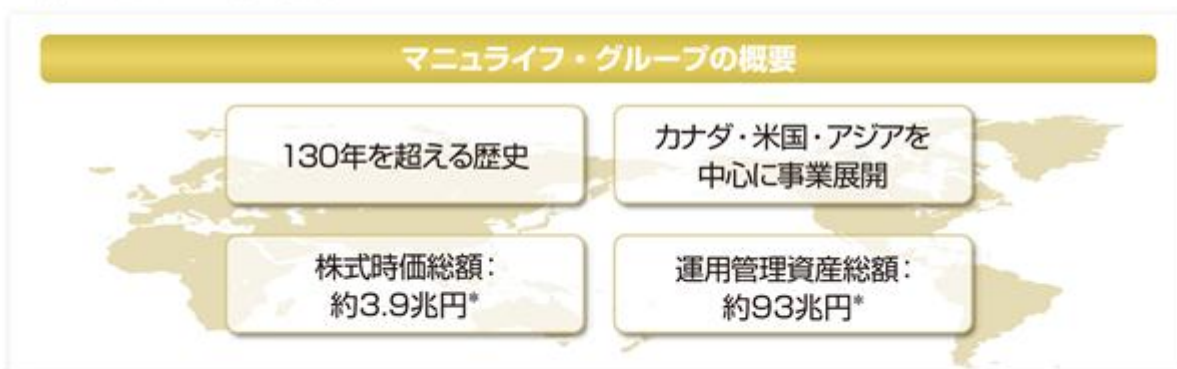 マニュライフ・グループの概要
130年を超える歴史
カナダ・米国・アジアを
中心に事業展開
株式時価総額：
約3.9兆円*
運用管理資産総額：
約93兆円*